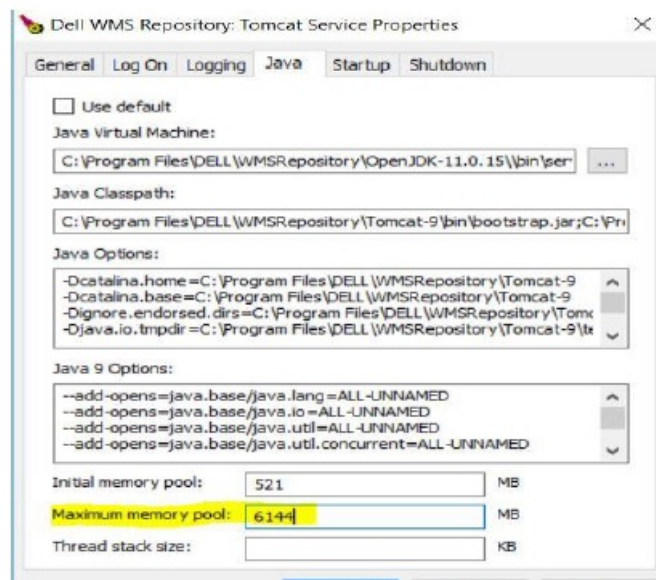 Dell WMS Repository: Tomcat Service Properties
General Log On Logging Java Startup Shutdown
Use default
Java Virtual Machine:
C:\Program Files\DELL\WMSRepository\OpenJDK-11.0.15\\bin\ser ...
Java Classpath:
C:\Program Files\DELL\WMSRepository\Tomcat-9\bin\bootstrap.jar;C:\Pr
Java Options:
-Dcatalina.home=C:\Program Files\DELL\WMSRepository\Tomcat-9
-Dcatalina.base=C:\Program Files\DELL\WMSRepository\Tomcat-9
-Dignore.endorsed.dirs=C:\Program Files\DELL\WMSRepository\Tomc
-Djava.io.tmpdir=C:\Program Files\DELL\WMSRepository\Tomcat-9\te
Java 9 Options:
--add-opens=java.base/java.lang=ALL-UNNAMED
--add-opens=java.base/java.io=ALL-UNNAMED
--add-opens=java.base/java.util=ALL-UNNAMED
--add-opens=java.base/java.util.concurrent=ALL-UNNAMED
Initial memory pool: 521 MB
Maximum memory pool: 6144 MB
Thread stack size: KB